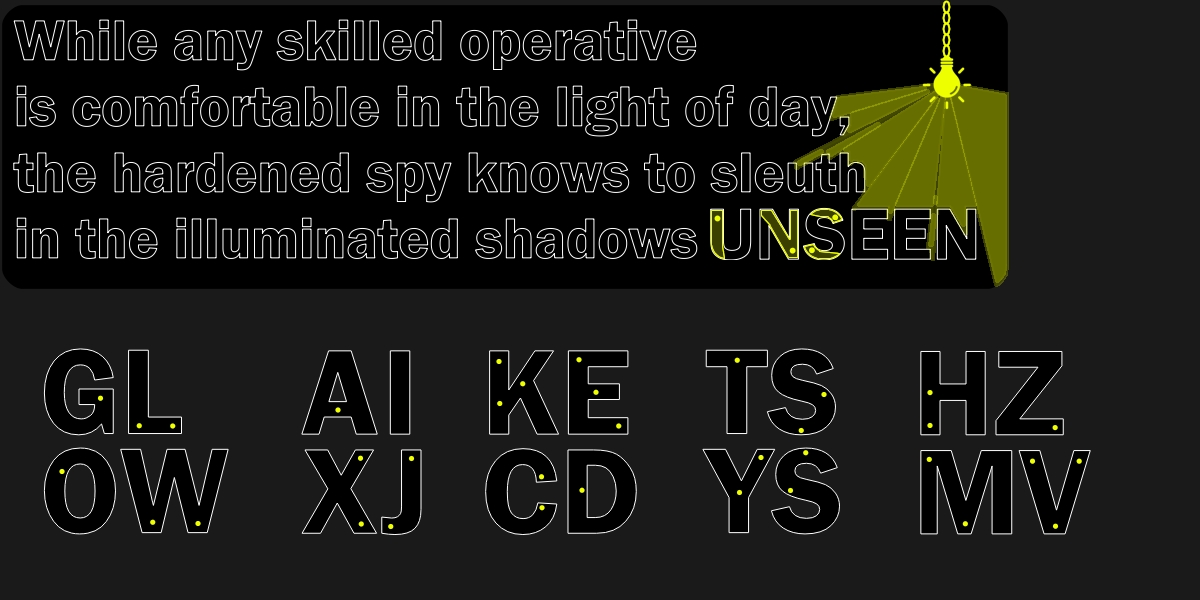 While any skilled operative
is comfortable in the light of day,
the hardened spy knows to sleuth
in the illuminated shadows UNSEEN
GL AI KE TS HZ
OW XJ CD YS MV